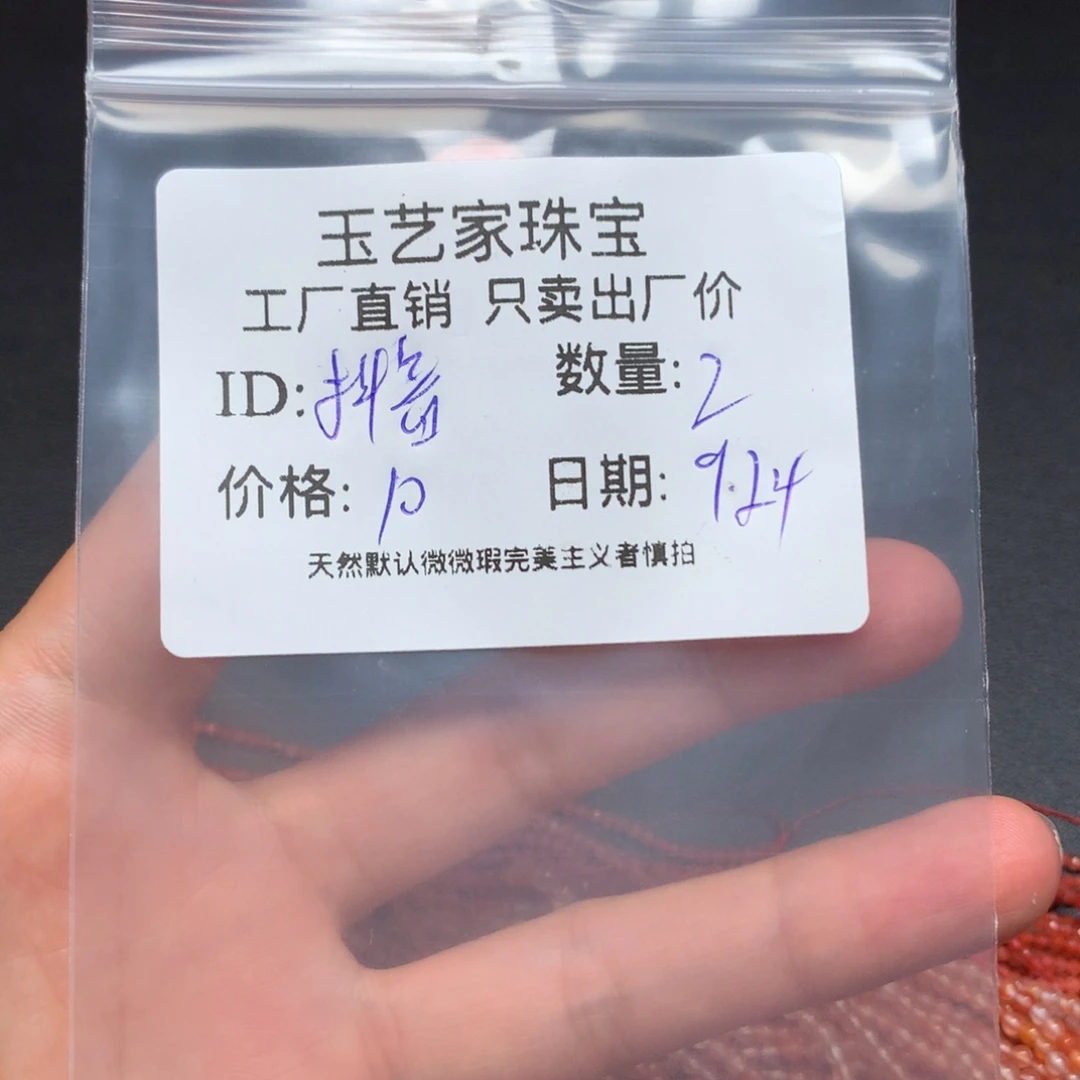 玉艺家珠宝
工厂直销 只卖出厂价
ID:抖音 数量:2
价格:10 日期:9.24
天然默认微微瑕完美主义者慎拍